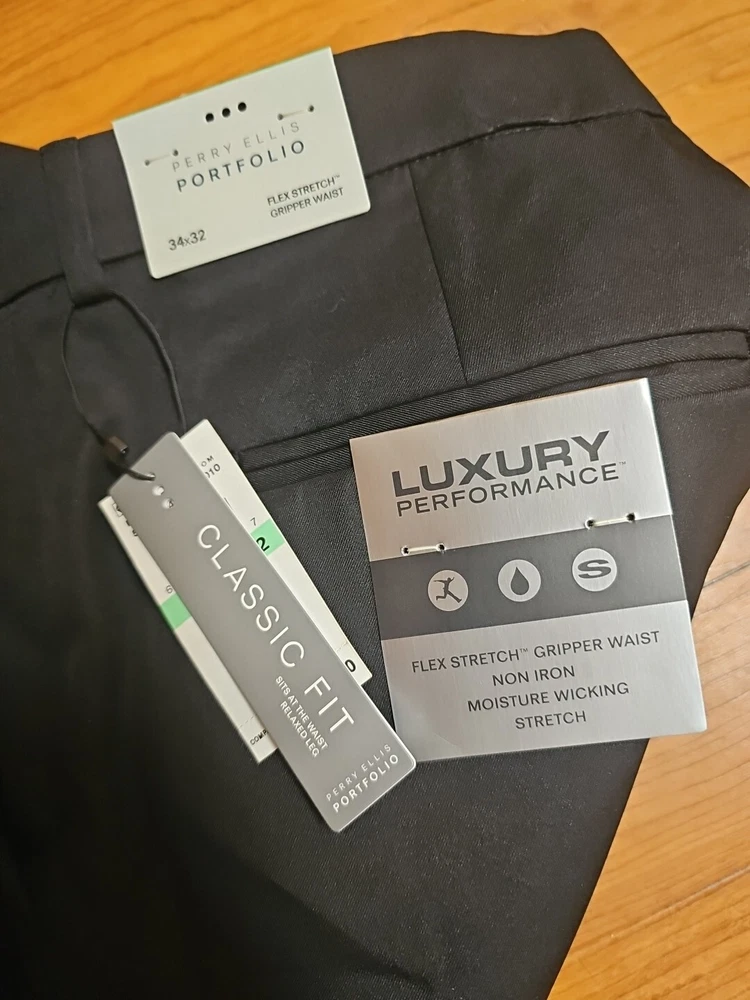 PERRY ELLIS
PORTFOLIO
FLEX STRETCH™
GRIPPER WAIST
34x32
LUXURY
PERFORMANCE™
S
FLEX STRETCH™ GRIPPER WAIST
NON IRON
MOISTURE WICKING
STRETCH
CLASSIC FIT
SITS AT THE WAIST
RELAXED LEG
PERRY ELLIS
PORTFOLIO